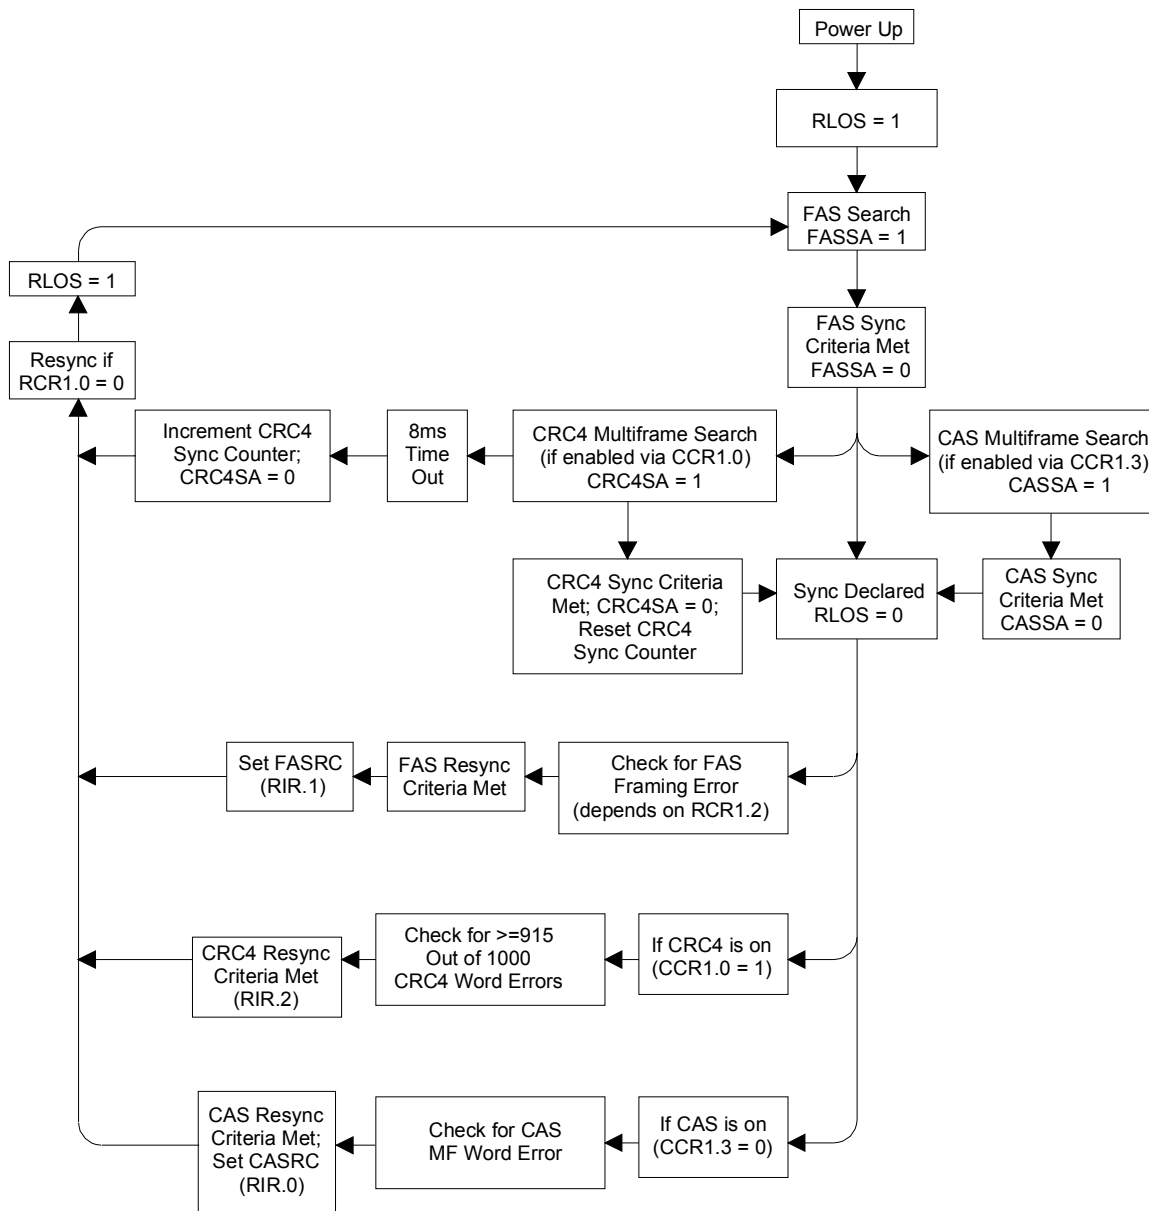 Power Up
RLOS = 1
FAS Search
FASSA = 1
RLOS = 1
FAS Sync
Criteria Met
FASSA = 0
Resync if
RCR1.0 = 0
Increment CRC4
Sync Counter;
CRC4SA = 0
8ms
Time
Out
CRC4 Multiframe Search
(if enabled via CCR1.0)
CRC4SA = 1
CAS Multiframe Search
(if enabled via CCR1.3)
CASSA = 1
CRC4 Sync Criteria
Met; CRC4SA = 0;
Reset CRC4
Sync Counter
Sync Declared
RLOS = 0
CAS Sync
Criteria Met
CASSA = 0
Set FASRC
(RIR.1)
FAS Resync
Criteria Met
Check for FAS
Framing Error
(depends on RCR1.2)
CRC4 Resync
Criteria Met
(RIR.2)
Check for >=915
Out of 1000
CRC4 Word Errors
If CRC4 is on
(CCR1.0 = 1)
CAS Resync
Criteria Met;
Set CASRC
(RIR.0)
Check for CAS
MF Word Error
If CAS is on
(CCR1.3 = 0)